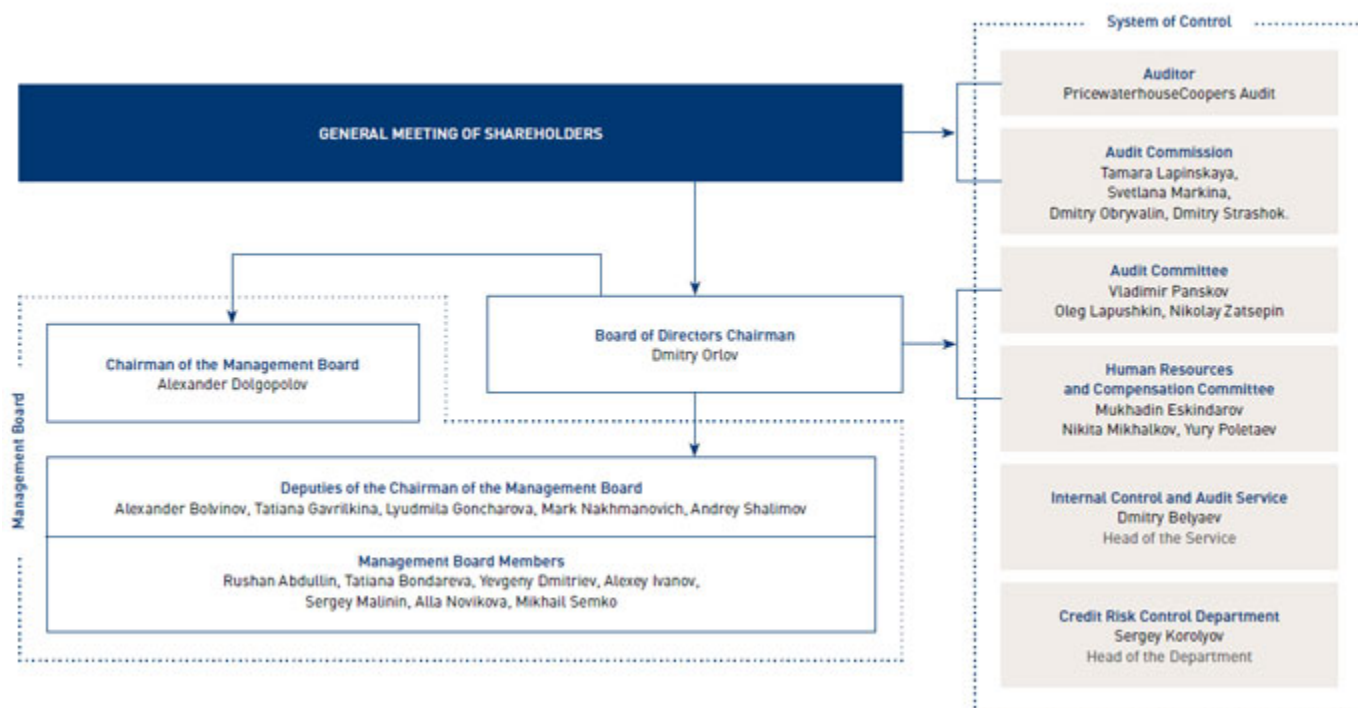 System of Control
Auditor
PricewaterhouseCoopers Audit
GENERAL MEETING OF SHAREHOLDERS
Audit Commission
Tamara Lapinskaya,
Svetlana Markina,
Dmitry Obryvalin, Dmitry Strashok.
Audit Committee
Vladimir Panskov
Oleg Lapushkin, Nikolay Zatsepin
Board of Directors Chairman
Dmitry Orlov
Chairman of the Management Board
Alexander Dolgopolov
Human Resources
and Compensation Committee
Mukhadin Eskindarov
Nikita Mikhalkov, Yury Poletaev
Management Board
Deputies of the Chairman of the Management Board
Alexander Bolvinov, Tatiana Gavrilkina, Lyudmila Goncharova, Mark Nakhmanovich, Andrey Shalimov
Management Board Members
Rushan Abdullin, Tatiana Bondareva, Yevgeny Dmitriev, Alexey Ivanov,
Sergey Malinin, Alla Novikova, Mikhail Semko
Internal Control and Audit Service
Dmitry Belyaev
Head of the Service
Credit Risk Control Department
Sergey Korolyov
Head of the Department